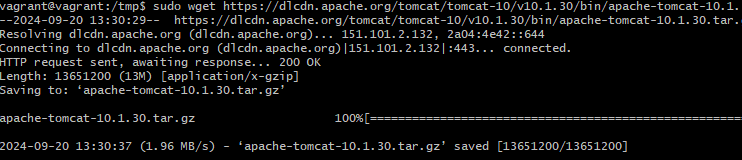 vagrant@vagrant:/tmp$ sudo wget https://dlcdn.apache.org/tomcat/tomcat-10/v10.1.30/bin/apache-tomcat-10.1.
--2024-09-20 13:30:29-- https://dlcdn.apache.org/tomcat/tomcat-10/v10.1.30/bin/apache-tomcat-10.1.30.tar.
Resolving dlcdn.apache.org (dlcdn.apache.org)... 151.101.2.132, 2a04:4e42::644
Connecting to dlcdn.apache.org (dlcdn.apache.org)|151.101.2.132|:443... connected.
HTTP request sent, awaiting response... 200 OK
Length: 13651200 (13M) [application/x-gzip]
Saving to: ‘apache-tomcat-10.1.30.tar.gz’
apache-tomcat-10.1.30.tar.gz 100%[======================================================
2024-09-20 13:30:37 (1.96 MB/s) - ‘apache-tomcat-10.1.30.tar.gz’ saved [13651200/13651200]